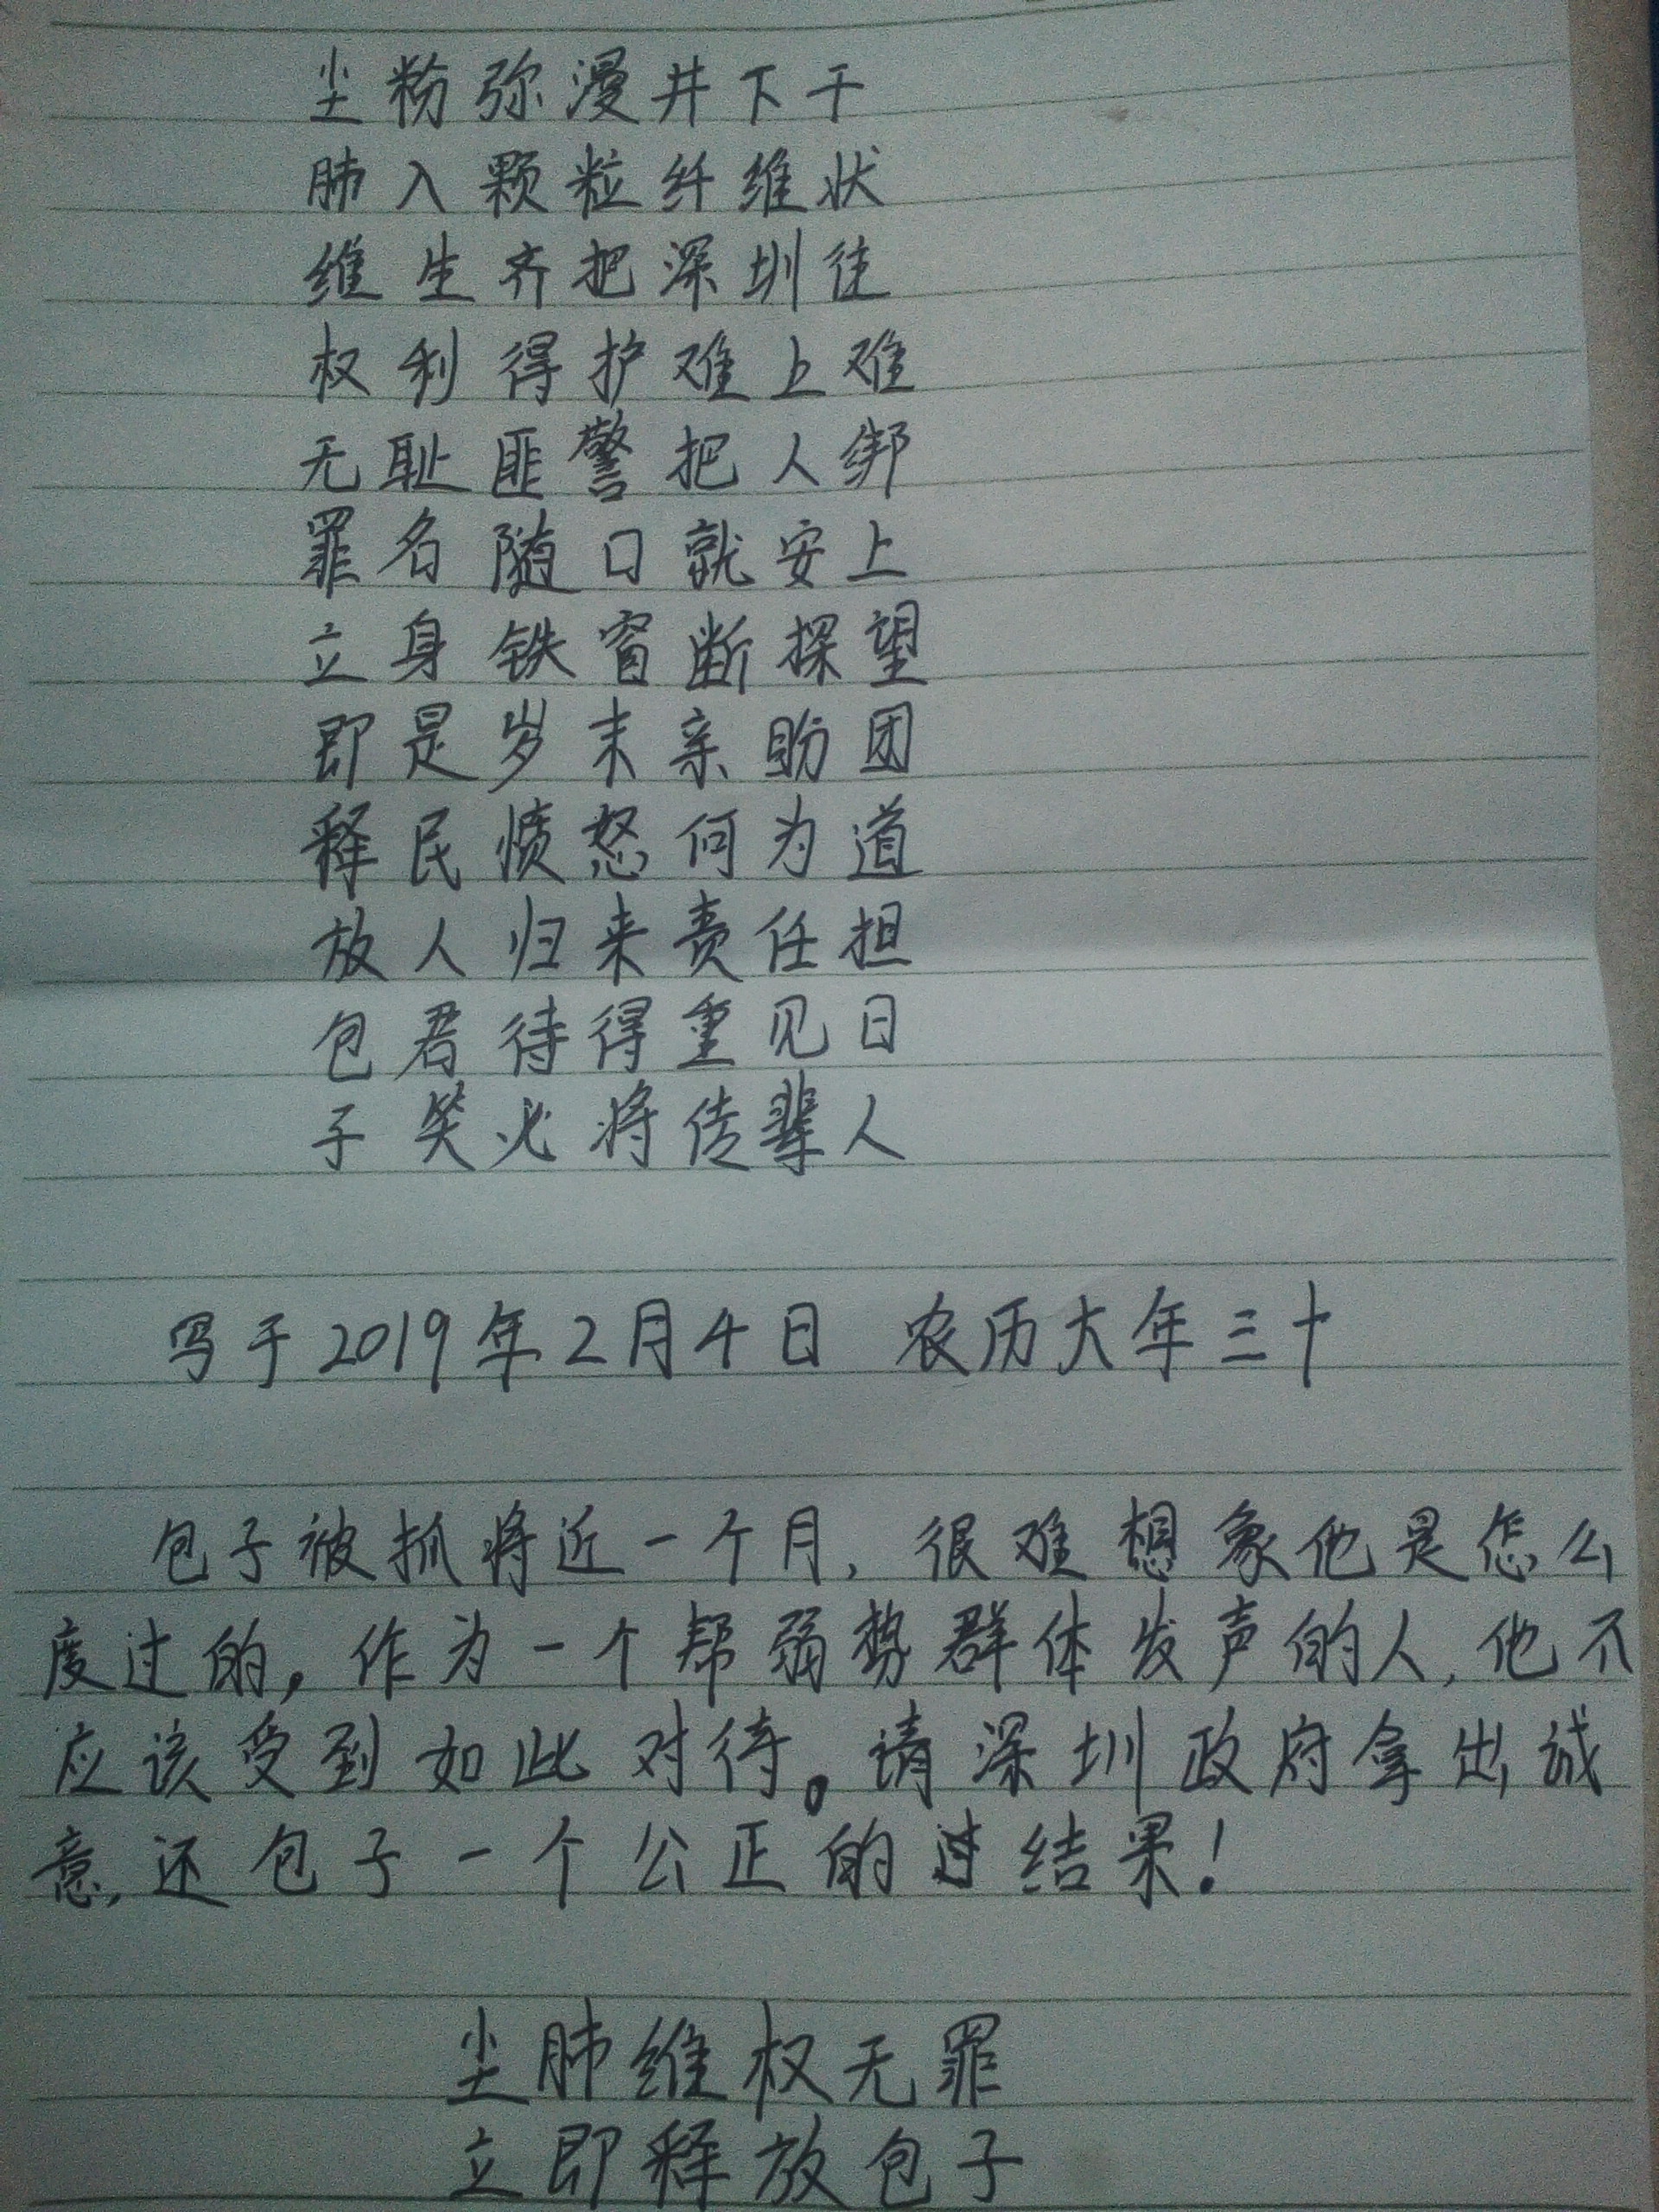 尘粉弥漫井下干
肺入颗粒纤维状
维生齐把深圳往
权利得护难上难
无耻匪警把人绑
罪名随口就安上
立身铁窗断探望
即是岁末亲盼团
释民愤怒何为道
放人归来责任担
包君待得重见日
子笑必将传辈人
写于2019年2月4日 农历大年三十
包子被抓将近一个月,很难想象他是怎么
度过的,作为一个帮弱势群体发声的人,他不
应该受到如此对待。请深圳政府拿出诚
意,还包子一个公正的过结果!
尘肺维权无罪
立即释放包子